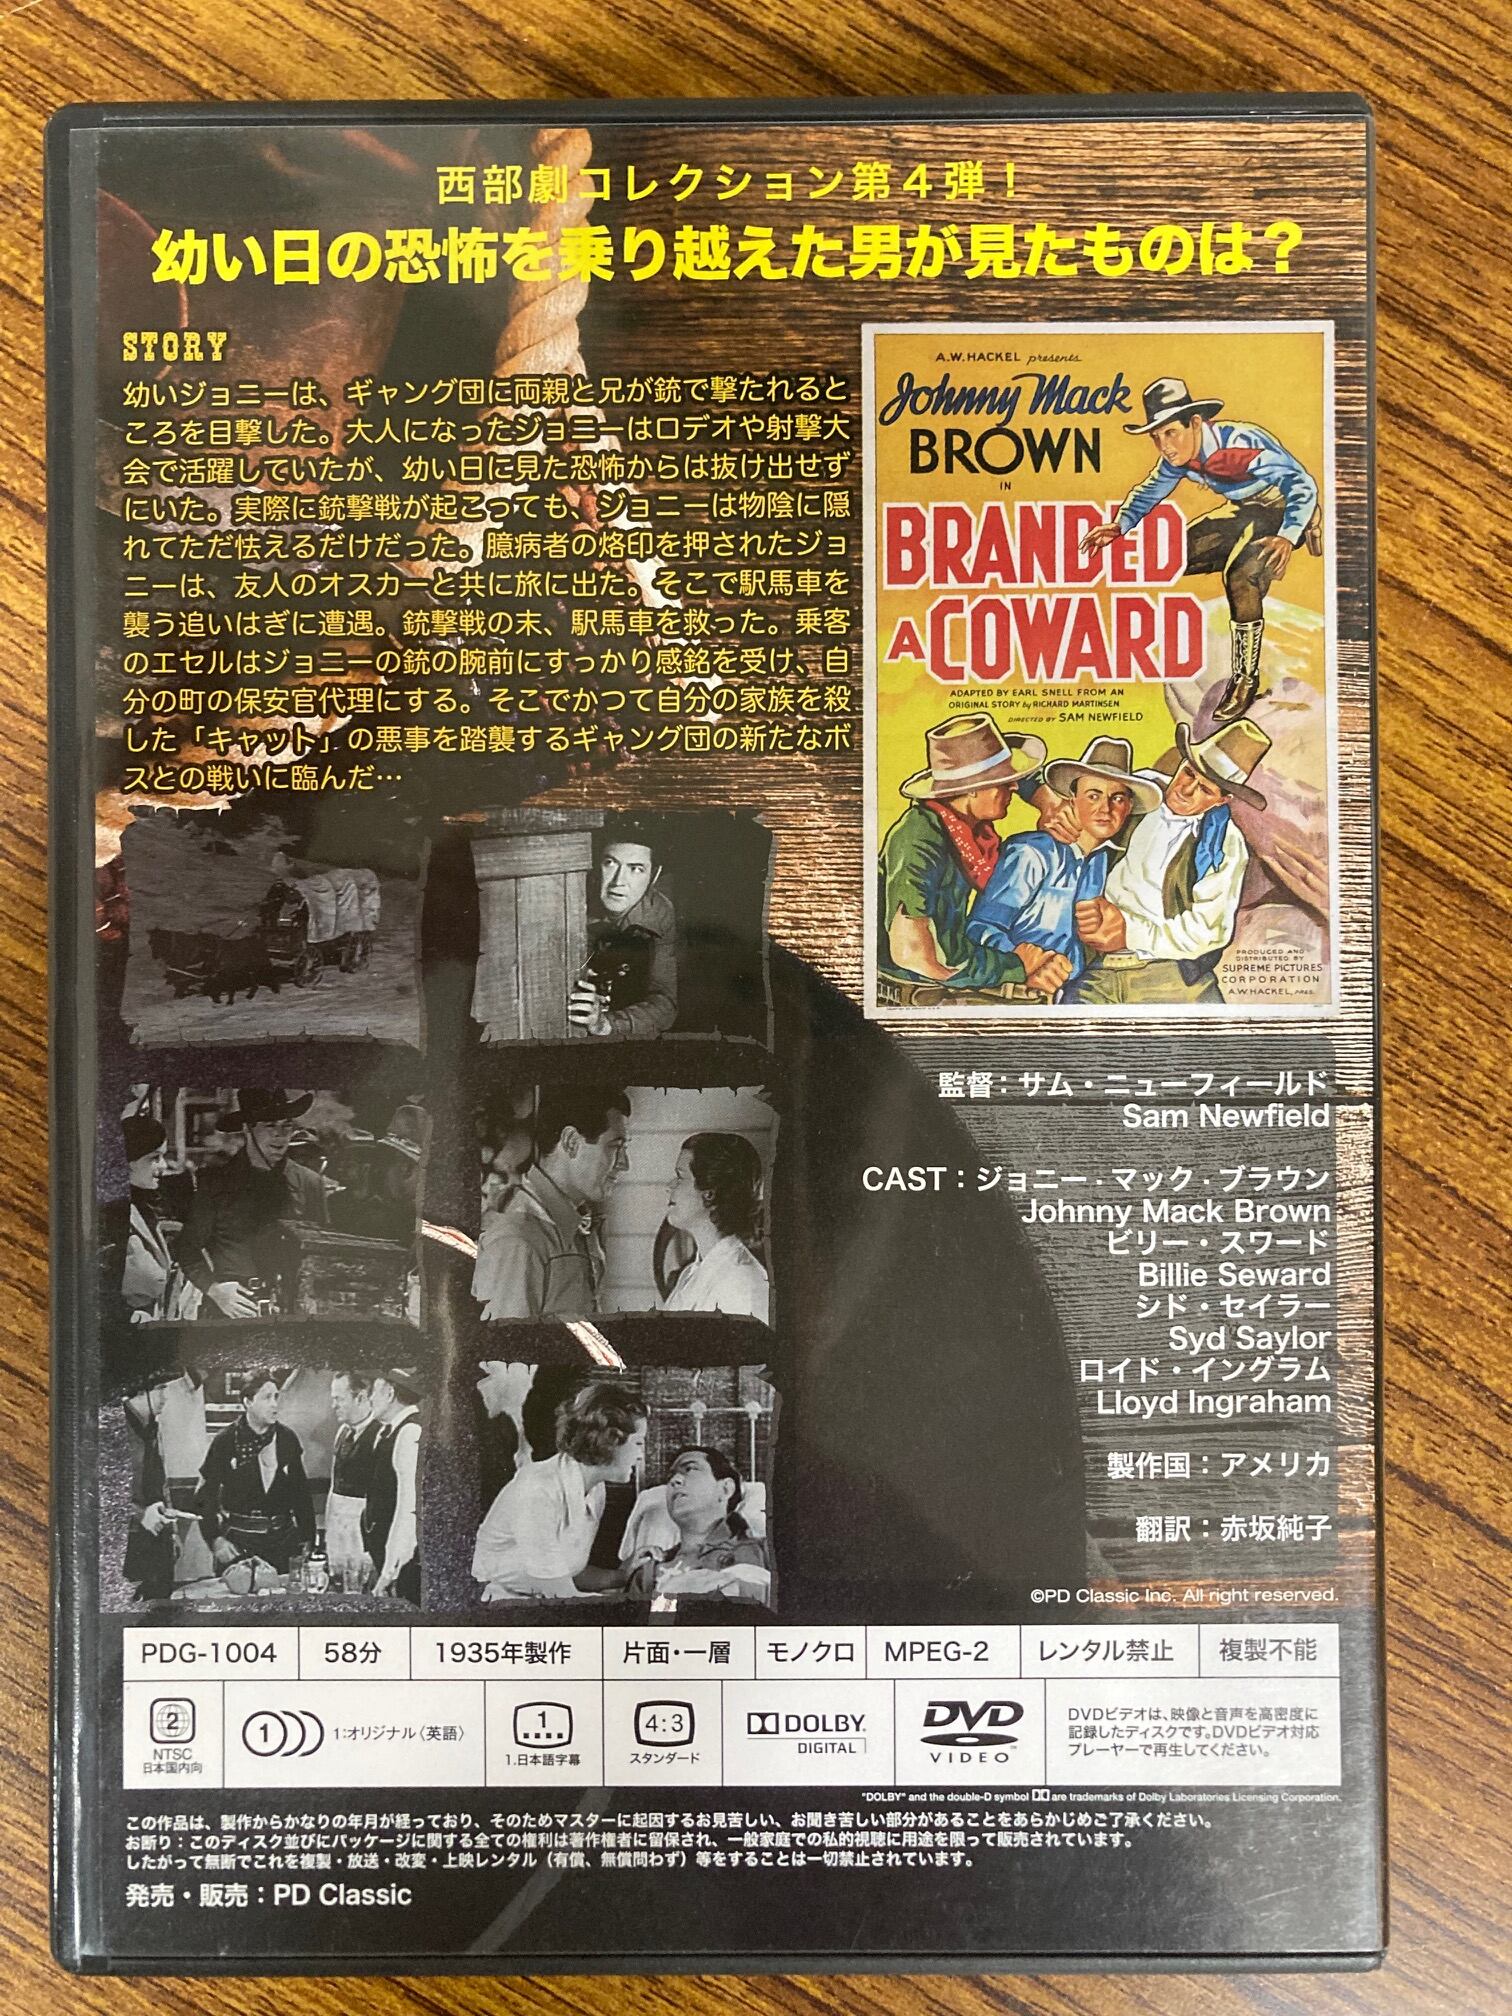 西部劇コレクション第4弾！
幼い日の恐怖を乗り越えた男が見たものは？
STORY
幼いジョニーは、ギャング団に両親と兄が銃で撃たれると
ころを目撃した。大人になったジョニーはロデオや射撃大
会で活躍していたが、幼い日に見た恐怖からは抜け出せず
にいた。実際に銃撃戦が起こっても、ジョニーは物陰に隠
れてただ怯えるだけだった。臆病者の烙印を押されたジョ
ニーは、友人のオスカーと共に旅に出た。そこで駅馬車を
襲う追いはぎに遭遇。銃撃戦の末、駅馬車を救った。乗客
のエセルはジョニーの銃の腕前にすっかり感銘を受け、自
分の町の保安官代理にする。そこでかつて自分の家族を殺
した「キャット」の悪事を踏襲するギャング団の新たなボ
スとの戦いに臨んだ…
A.W.HACKEL presents
Johnny Mack
BROWN
IN
BRANDED
A COWARD
ADAPTED BY EARL SNELL FROM AN
ORIGINAL STORY by RICHARD MARTINSEN
DIRECTED BY SAM NEWFIELD
PRODUCED AND
DISTRIBUTED BY
SUPREME PICTURES
CORPORATION
A.W.HACKEL, PRES.
監督：サム・ニューフィールド
Sam Newfield
CAST：ジョニー・マック・ブラウン
Johnny Mack Brown
ビリー・スワード
Billie Seward
シド・セイラー
Syd Saylor
ロイド・イングラム
Lloyd Ingraham
製作国：アメリカ
翻訳：赤坂純子
©PD Classic Inc. All right reserved.
PDG-1004 58分 1935年製作 片面・一層 モノクロ MPEG-2 レンタル禁止 複製不能
2
NTSC
日本国内向
1 1:オリジナル〈英語〉
1
1.日本語字幕
4:3
スタンダード
DOLBY
DIGITAL
DVD
VIDEO
DVDビデオは、映像と音声を高密度に
記録したディスクです。DVDビデオ対応
プレーヤーで再生してください。
"DOLBY" and the double-D symbol are trademarks of Dolby Laboratories Licensing Corporation.
この作品は、製作からかなりの年月が経っており、そのためマスターに起因するお見苦しい、お聞き苦しい部分があることをあらかじめご了承ください。
お断り：このディスク並びにパッケージに関する全ての権利は著作権者に留保され、一般家庭での私的視聴に用途を限って販売されています。
したがって無断でこれを複製・放送・改変・上映レンタル（有償、無償問わず）等をすることは一切禁止されています。
発売・販売：PD Classic